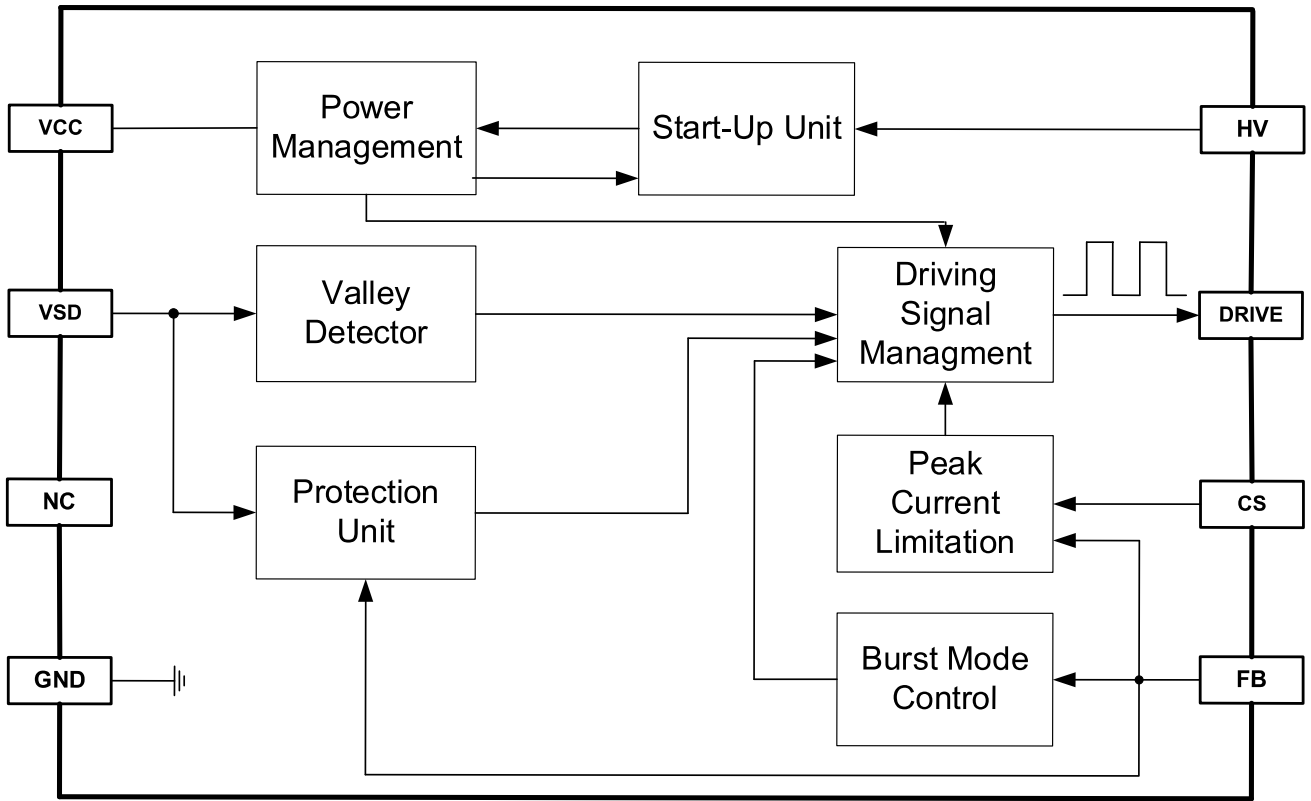 VCC
Power
Management
Start-Up Unit
HV
VSD
Valley
Detector
Driving
Signal
Managment
DRIVE
NC
Protection
Unit
Peak
Current
Limitation
CS
GND
Burst Mode
Control
FB